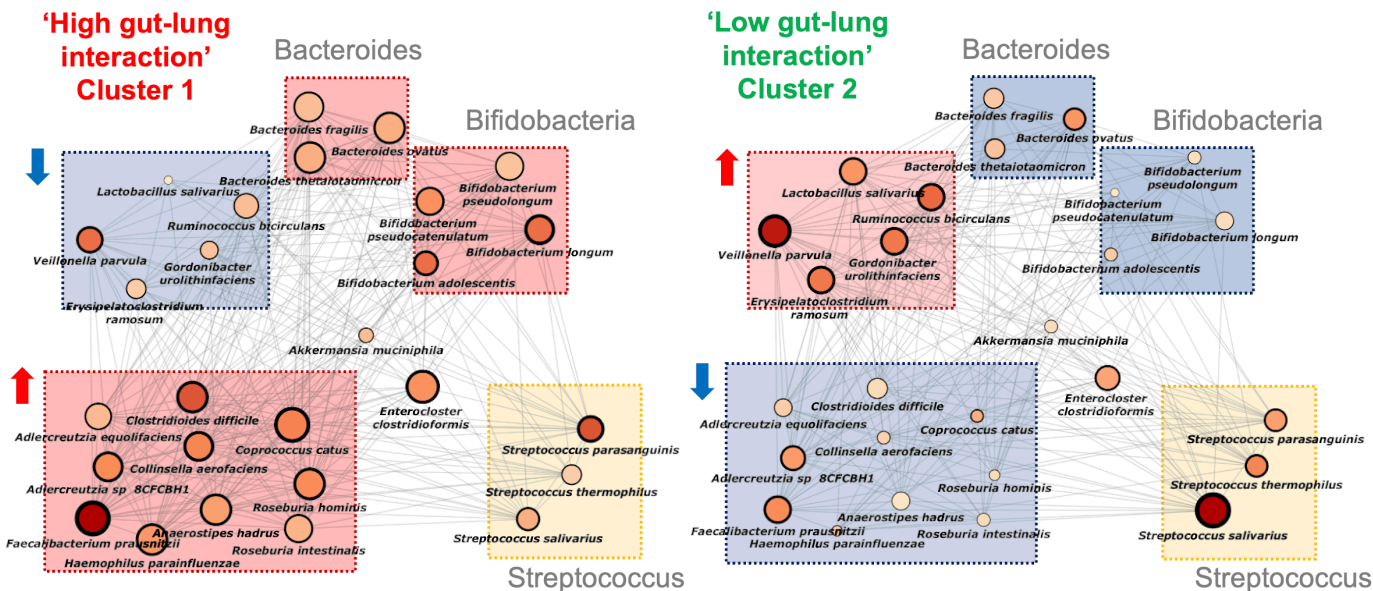 ‘High gut-lung
interaction’
Cluster 1
Bacteroides
Bacteroides fragilis
Bacteroides ovatus
Bacteroides thetaiotaomicron
Bifidobacteria
Bifidobacterium
pseudolongum
Bifidobacterium
pseudocatenulatum
Bifidobacterium longum
Bifidobacterium adolescentis
Lactobacillus salivarius
Ruminococcus bicirculans
Veillonella parvula
Gordonibacter
urolithinfaciens
Erysipelatoclostridium
ramosum
Akkermansia muciniphila
Enterocloster
clostridioformis
Clostridioides difficile
Adlercreutzia equolifaciens
Coprococcus catus
Collinsella aerofaciens
Adlercreutzia sp 8CFCBH1
Roseburia hominis
Anaerostipes hadrus
Faecalibacterium prausnitzii
Roseburia intestinalis
Haemophilus parainfluenzae
Streptococcus parasanguinis
Streptococcus thermophilus
Streptococcus salivarius
Streptococcus
‘Low gut-lung
interaction’
Cluster 2
Bacteroides
Bacteroides fragilis
Bacteroides ovatus
Bacteroides thetaiotaomicron
Bifidobacteria
Bifidobacterium
pseudolongum
Bifidobacterium
pseudocatenulatum
Bifidobacterium longum
Bifidobacterium adolescentis
Lactobacillus salivarius
Ruminococcus bicirculans
Veillonella parvula
Gordonibacter
urolithinfaciens
Erysipelatoclostridium
ramosum
Akkermansia muciniphila
Enterocloster
clostridioformis
Clostridioides difficile
Adlercreutzia equolifaciens
Coprococcus catus
Collinsella aerofaciens
Adlercreutzia sp 8CFCBH1
Roseburia hominis
Anaerostipes hadrus
Faecalibacterium prausnitzii
Roseburia intestinalis
Haemophilus parainfluenzae
Streptococcus parasanguinis
Streptococcus thermophilus
Streptococcus salivarius
Streptococcus